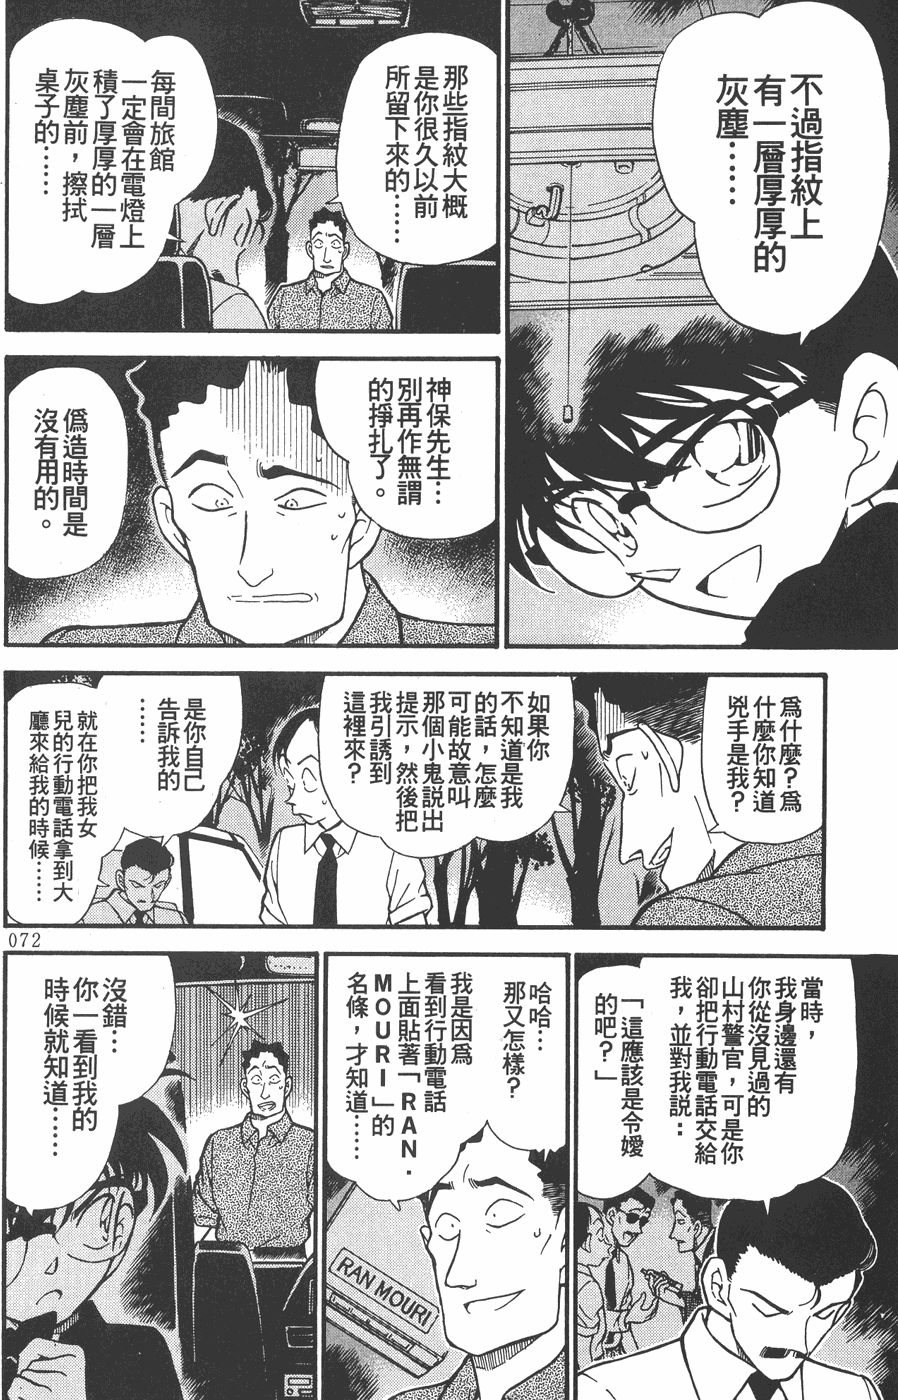 不過指紋上
有一層厚厚的
灰塵……
那些指紋大概
是你很久以前
所留下來的……
每間旅館
一定會在電燈上
積了厚厚的一層
灰塵前，擦拭
桌子的……
神保先生…
別再作無謂
的掙扎了。
僞造時間是
沒有用的。
爲什麼？爲
什麼你知道
兇手是我？
如果你
不知道是我
的話，怎麼
可能故意叫
那個小鬼説出
提示，然後把
我引誘到
這裡來？
是你自己
告訴我的
……
就在你把我女
兒的行動電話拿到大
廳來給我的時候……
072
當時，
我身邊還有
你從沒見過的
山村警官，可是你
卻把行動電話交給
我，並對我説：
「這應該是令嬡
的吧？」
哈哈…
那又怎樣？
我是因爲
看到行動電話
上面貼著「RAN.
MOURI」的
名條，才知道……
RAN MOURI
沒錯…
你一看到我的
時候就知道……